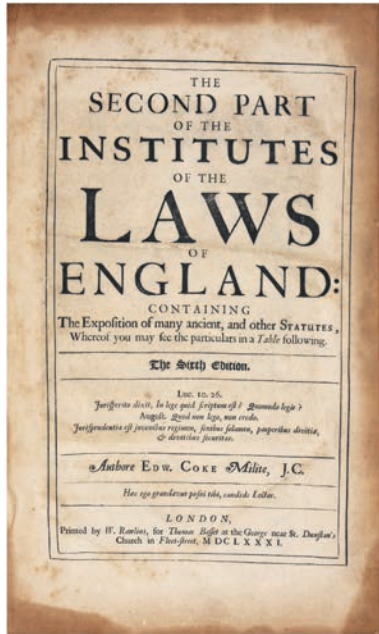 THE
SECOND PART
OF THE
INSTITUTES
OF THE
LAWS
OF
ENGLAND:
CONTAINING
The Exposition of many ancient, and other STATUTES,
Whereof you may see the particulars in a Table following.
The Sixth Edition.
Luc. 10. 26.
Jurisperito dixit, In lege quid scriptum est? Quomodo legis?
August. Quod non lego, non credo.
Jurisprudentia est juvenibus regimen, senibus solamen, pauperibus divitiæ,
& divitibus securitas.
Authore EDW. COKE Milite, J.C.
Hæc ego grandævus posui tibi, candide Lector.
LONDON,
Printed by W. Rawlins, for Thomas Basset at the George near St. Dunstan's
Church in Fleet-street, MDCLXXXI.